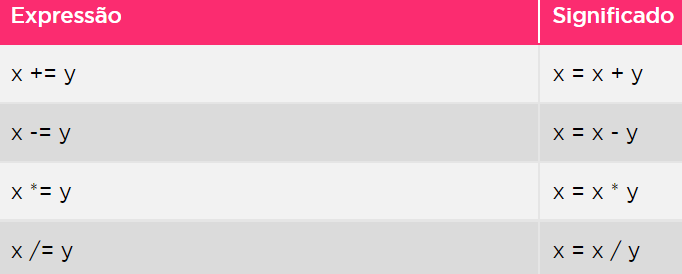 Expressão Significado
x += y x = x + y
x -= y x = x - y
x *= y x = x * y
x /= y x = x / y